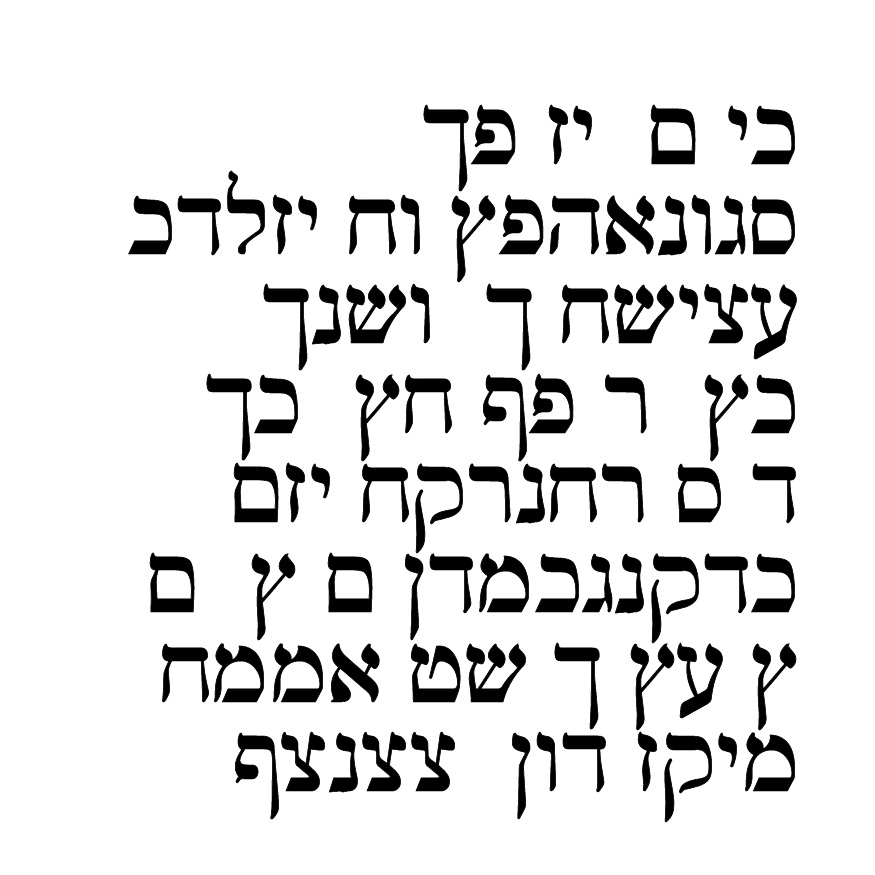 כי ם  יז פך
סגונאהפץ וח יזלדכ
עצישח ך  ושנך
כץ  ר פף חץ  כך
ד ם רחנרקח יזם
כדקנגכמדן ם ץ  ם
ץ עץ ך  שט אממח
מיקז דון  צצנצף